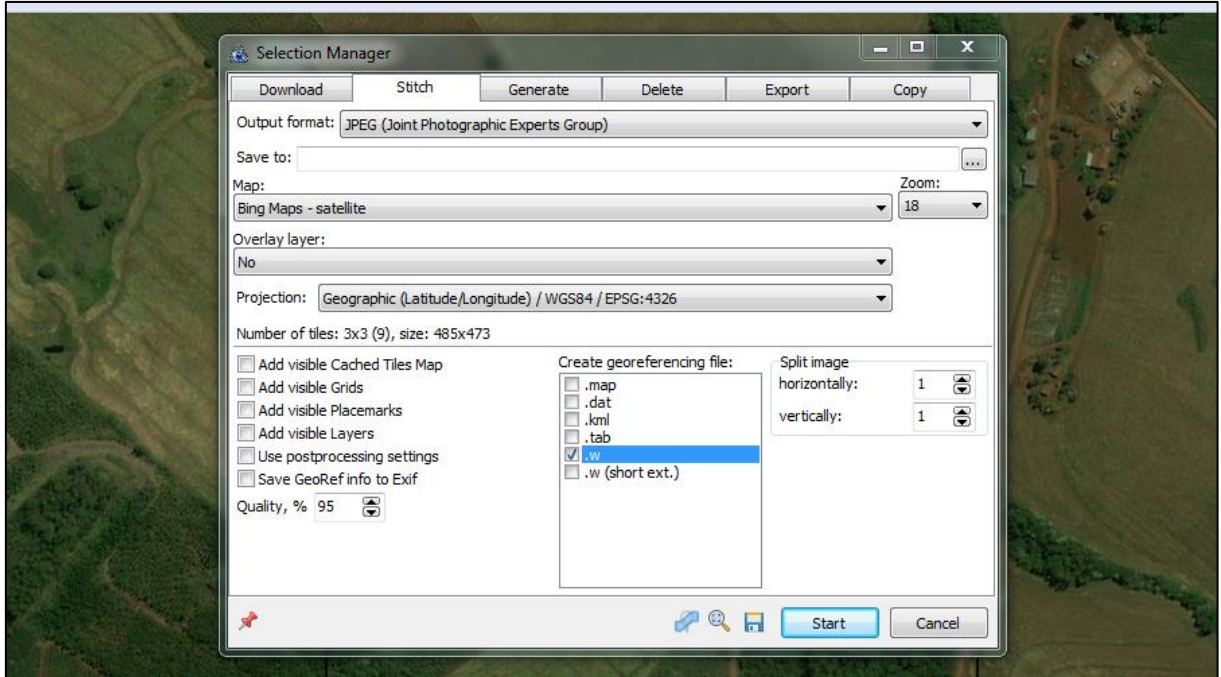 Selection Manager
Download Stitch Generate Delete Export Copy
Output format: JPEG (Joint Photographic Experts Group)
Save to: ...
Map: Zoom:
Bing Maps - satellite 18
Overlay layer:
No
Projection: Geographic (Latitude/Longitude) / WGS84 / EPSG:4326
Number of tiles: 3x3 (9), size: 485x473
Add visible Cached Tiles Map
Add visible Grids
Add visible Placemarks
Add visible Layers
Use postprocessing settings
Save GeoRef info to Exif
Quality, % 95
Create georeferencing file:
.map
.dat
.kml
.tab
.w
.w (short ext.)
Split image
horizontally: 1
vertically: 1
Start Cancel